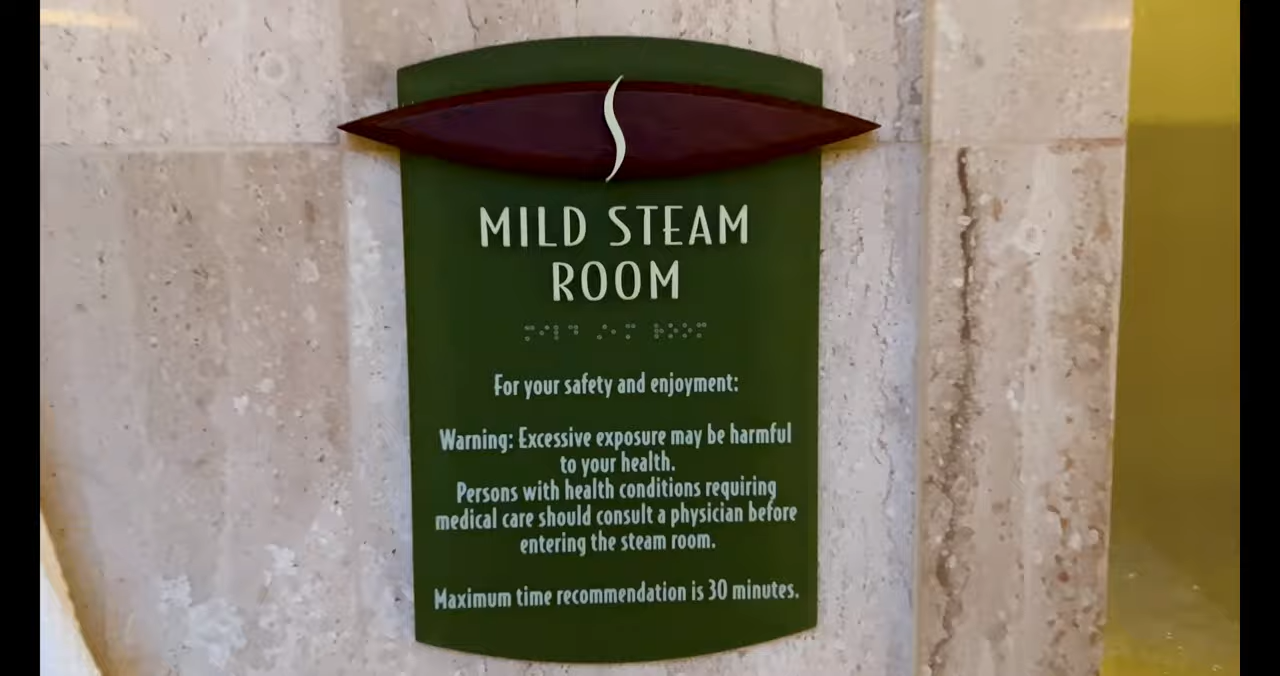 MILD STEAM
ROOM
For your safety and enjoyment:
Warning: Excessive exposure may be harmful
to your health.
Persons with health conditions requiring
medical care should consult a physician before
entering the steam room.
Maximum time recommendation is 30 minutes.